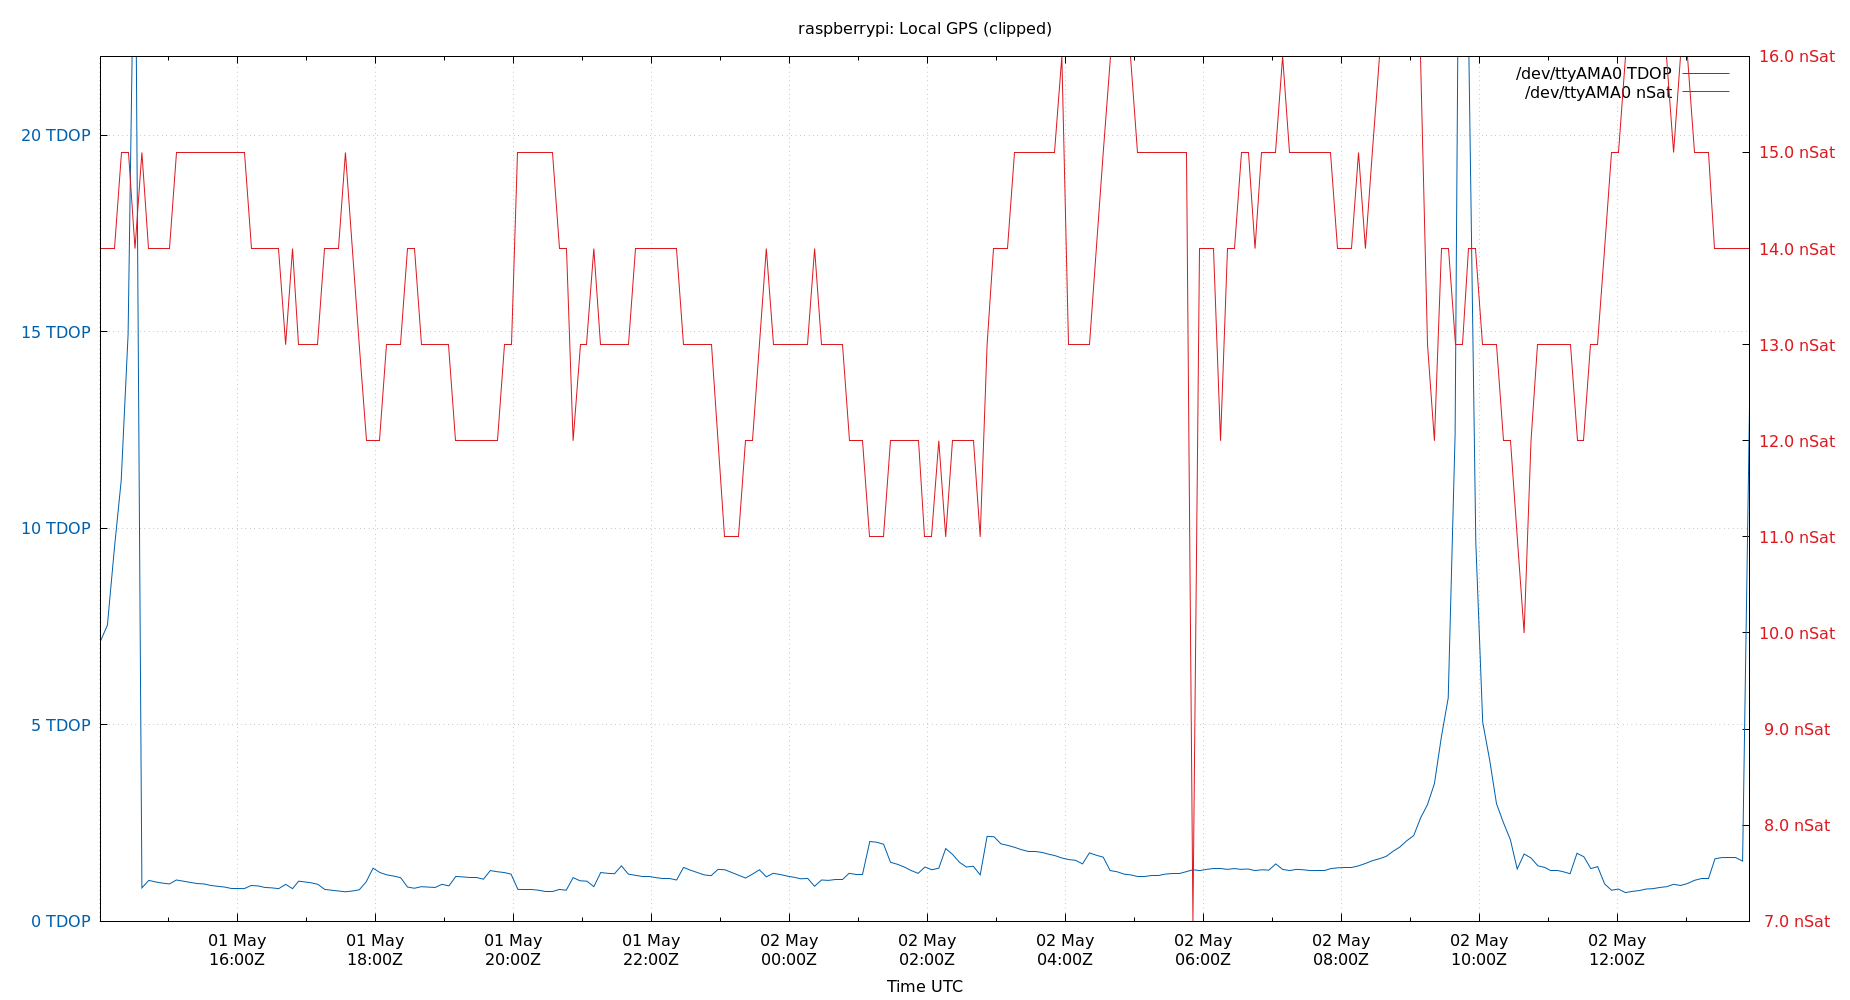 raspberrypi: Local GPS (clipped)
/dev/ttyAMA0 TDOP
/dev/ttyAMA0 nSat
20 TDOP
15 TDOP
10 TDOP
5 TDOP
0 TDOP
16.0 nSat
15.0 nSat
14.0 nSat
13.0 nSat
12.0 nSat
11.0 nSat
10.0 nSat
9.0 nSat
8.0 nSat
7.0 nSat
01 May
16:00Z
01 May
18:00Z
01 May
20:00Z
01 May
22:00Z
02 May
00:00Z
02 May
02:00Z
02 May
04:00Z
02 May
06:00Z
02 May
08:00Z
02 May
10:00Z
02 May
12:00Z
Time UTC